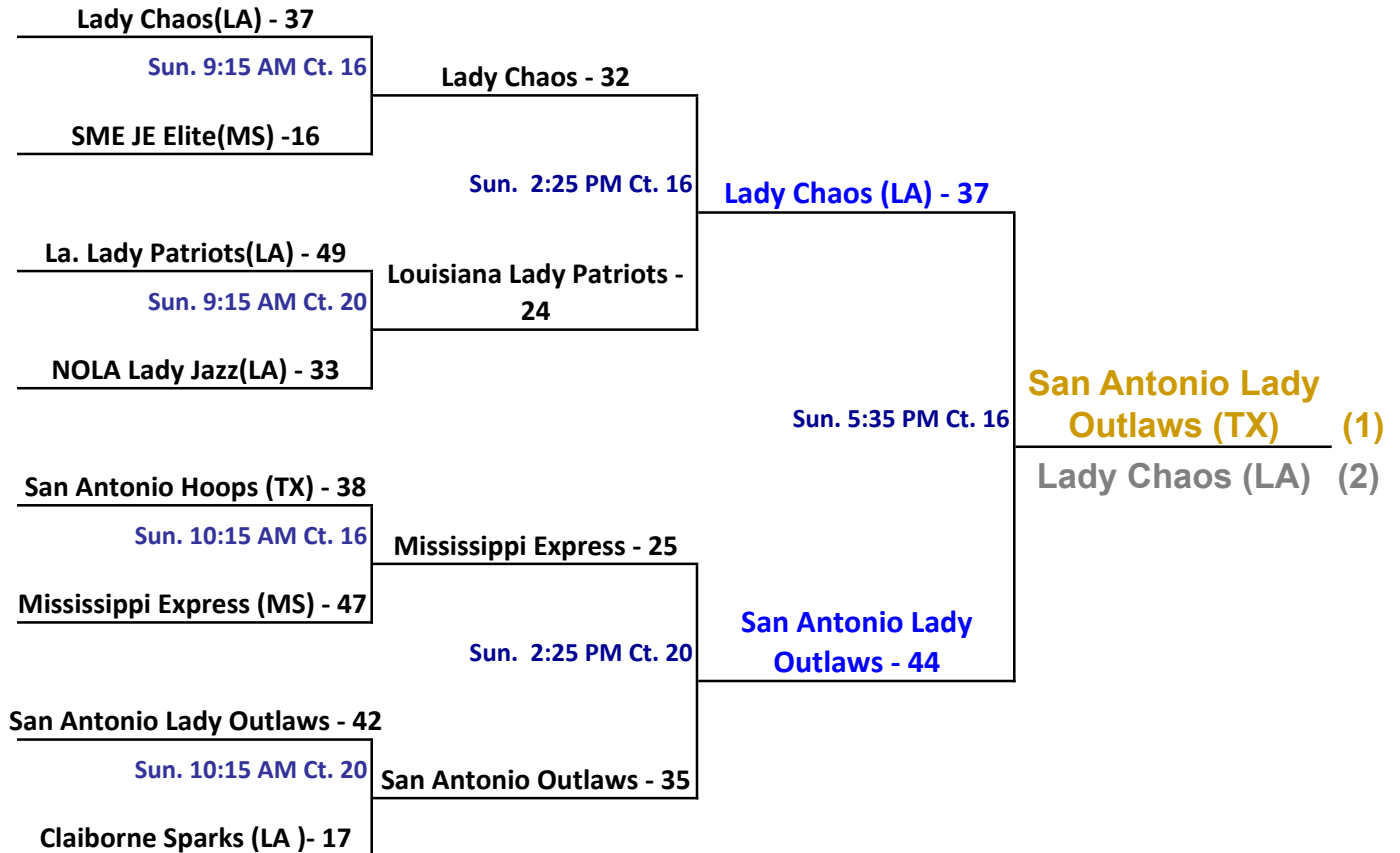 Lady Chaos(LA) - 37
Sun. 9:15 AM Ct. 16
Lady Chaos - 32
SME JE Elite(MS) -16
Sun.  2:25 PM Ct. 16
Lady Chaos (LA) - 37
La. Lady Patriots(LA) - 49
Louisiana Lady Patriots -
24
Sun. 9:15 AM Ct. 20
NOLA Lady Jazz(LA) - 33
San Antonio Lady
Outlaws (TX) (1)
Sun. 5:35 PM Ct. 16
Lady Chaos (LA) (2)
San Antonio Hoops (TX) - 38
Sun. 10:15 AM Ct. 16
Mississippi Express - 25
Mississippi Express (MS) - 47
San Antonio Lady
Outlaws - 44
Sun.  2:25 PM Ct. 20
San Antonio Lady Outlaws - 42
Sun. 10:15 AM Ct. 20
San Antonio Outlaws - 35
Claiborne Sparks (LA )- 17